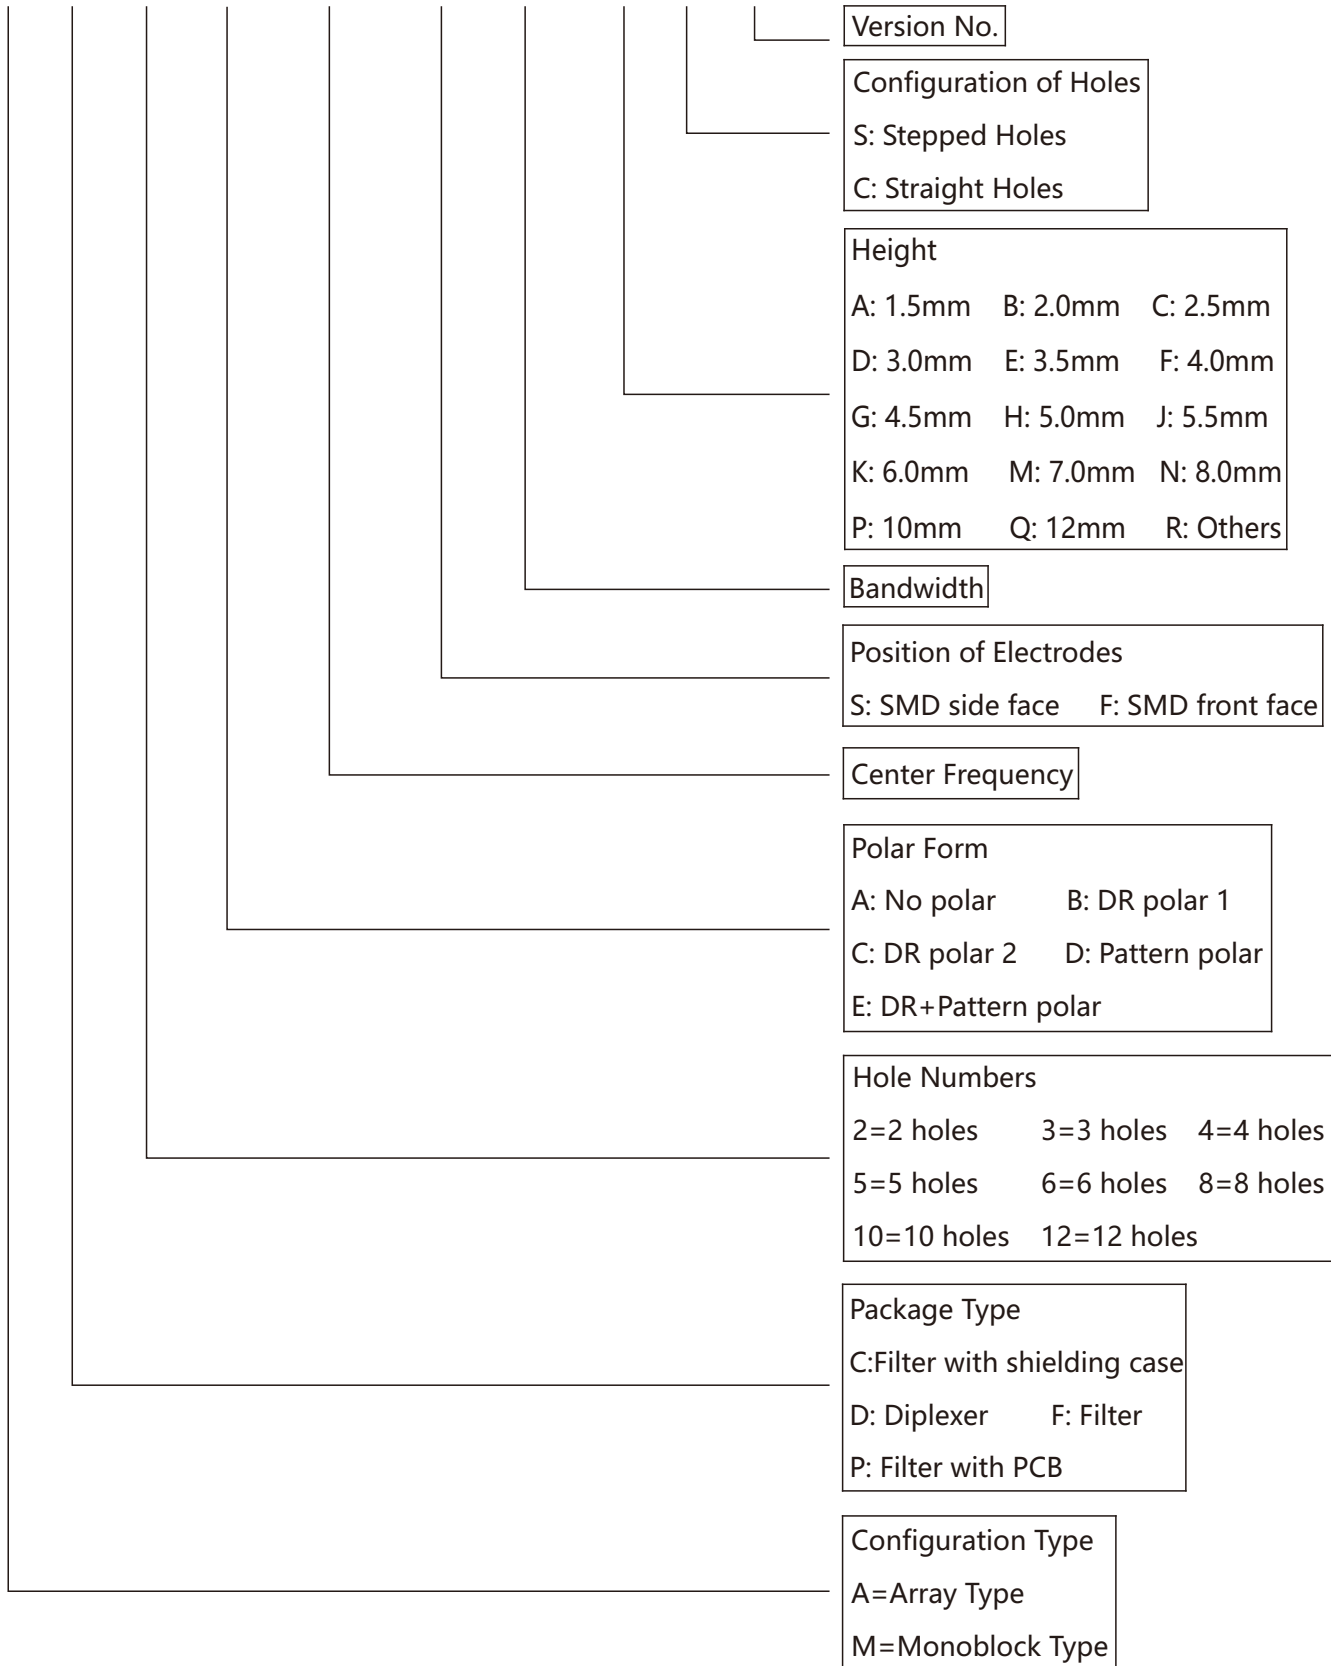 Version No.
Configuration of Holes
S: Stepped Holes
C: Straight Holes
Height
A: 1.5mm B: 2.0mm C: 2.5mm
D: 3.0mm E: 3.5mm F: 4.0mm
G: 4.5mm H: 5.0mm J: 5.5mm
K: 6.0mm M: 7.0mm N: 8.0mm
P: 10mm Q: 12mm R: Others
Bandwidth
Position of Electrodes
S: SMD side face F: SMD front face
Center Frequency
Polar Form
A: No polar B: DR polar 1
C: DR polar 2 D: Pattern polar
E: DR+Pattern polar
Hole Numbers
2=2 holes 3=3 holes 4=4 holes
5=5 holes 6=6 holes 8=8 holes
10=10 holes 12=12 holes
Package Type
C:Filter with shielding case
D: Diplexer F: Filter
P: Filter with PCB
Configuration Type
A=Array Type
M=Monoblock Type